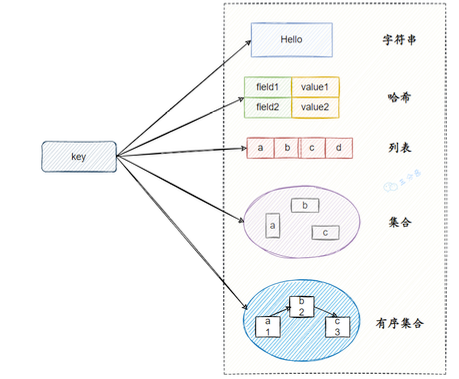 Hello
字符串
field1 value1
field2 value2
哈希
key
a b c d
列表
b
a
c
集合
b
2
a
1
c
3
有序集合